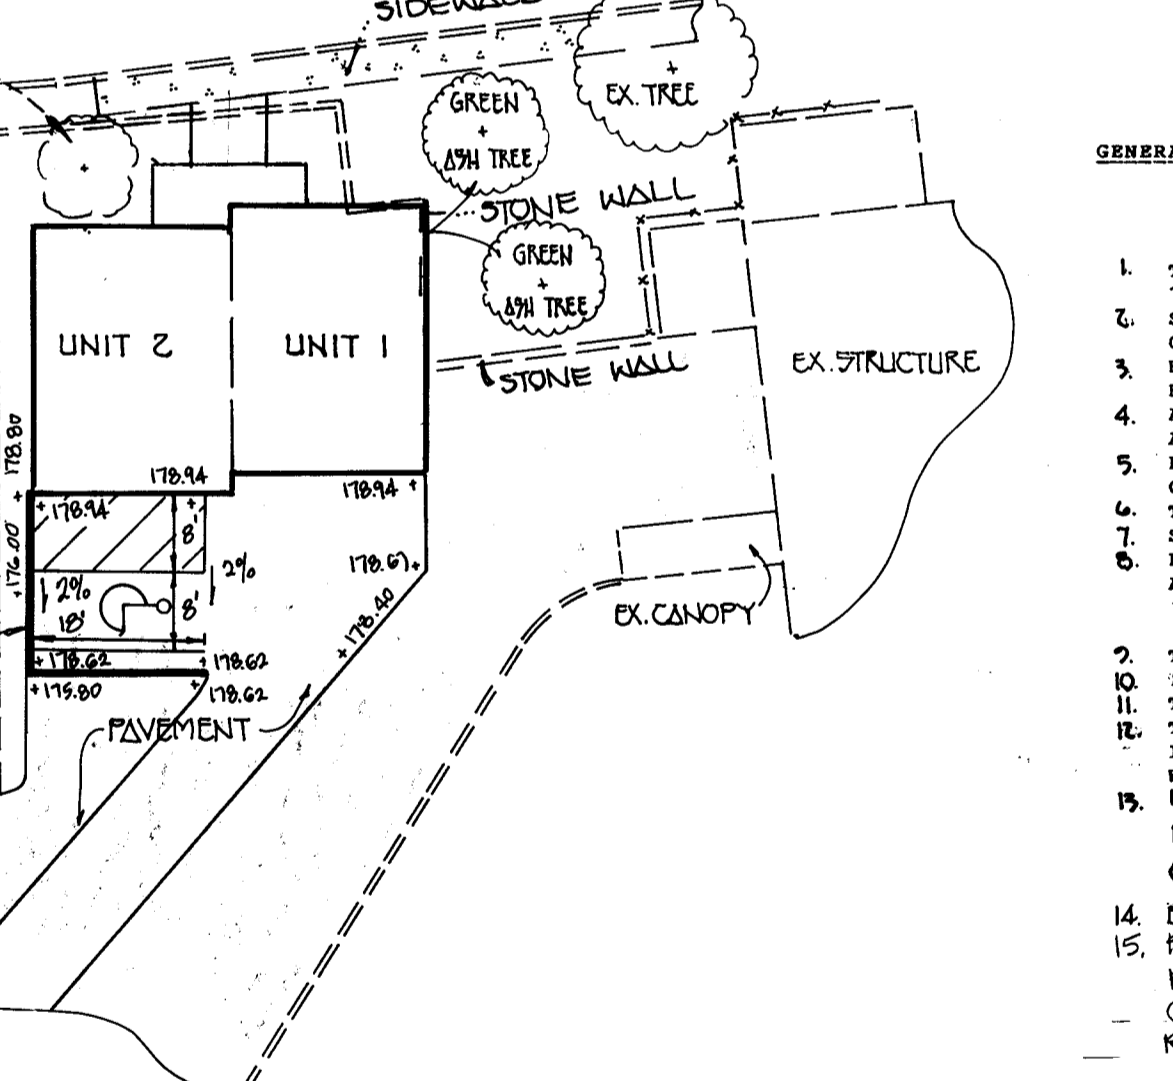 GREEN
+
ASH TREE
EX. TREE
STONE WALL
GREEN
+
ASH TREE
UNIT 2
UNIT 1
STONE WALL
EX. STRUCTURE
178.80
176.00
178.94
178.94
178.94
8'
2%
2%
18'
8'
178.67
178.40
178.62
178.62
175.80
178.62
EX. CANOPY
PAVEMENT
1.
2.
3.
4.
5.
6.
7.
8.
9.
10.
11.
12.
13.
14.
15.